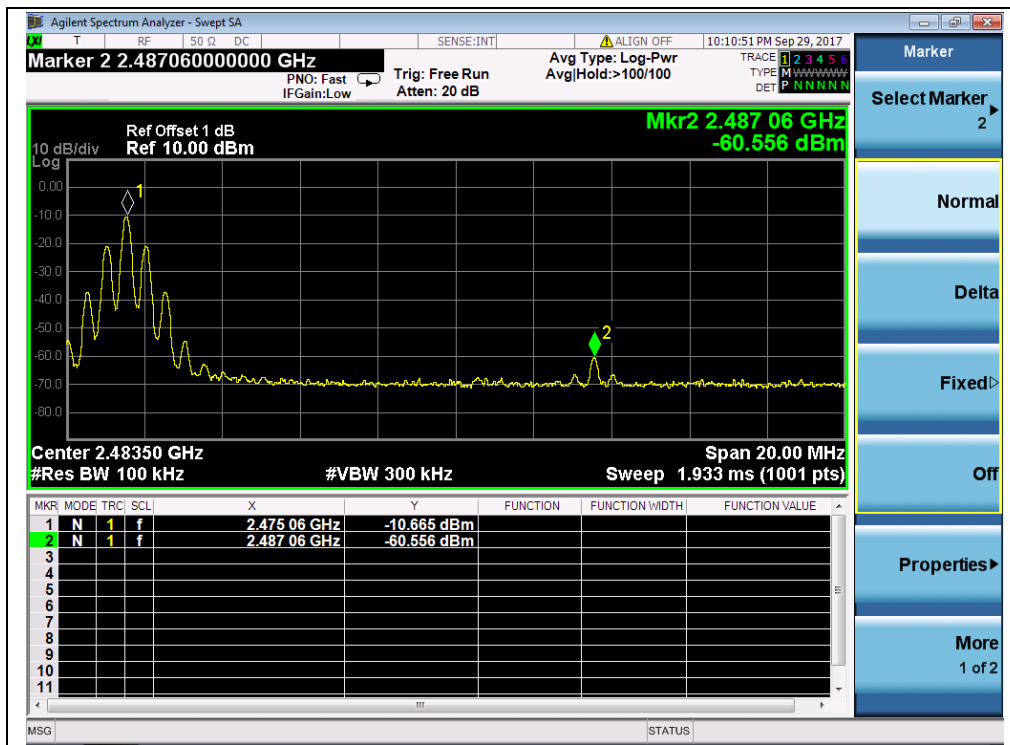 Agilent Spectrum Analyzer - Swept SA
LXI T RF 50 Ω DC SENSE:INT ALIGN OFF 10:10:51 PM Sep 29, 2017
Marker 2 2.487060000000 GHz
PNO: Fast
IFGain:Low
Trig: Free Run
Atten: 20 dB
Avg Type: Log-Pwr
Avg|Hold:>100/100
TRACE 1 2 3 4 5 6
TYPE M WWWWW
DET P N N N N N
Mkr2 2.487 06 GHz
-60.556 dBm
Ref Offset 1 dB
10 dB/div Ref 10.00 dBm
Log
0.00
-10.0
-20.0
-30.0
-40.0
-50.0
-60.0
-70.0
-80.0
1
2
Center 2.48350 GHz Span 20.00 MHz
#Res BW 100 kHz #VBW 300 kHz Sweep 1.933 ms (1001 pts)
MKR MODE TRC SCL X Y FUNCTION FUNCTION WIDTH FUNCTION VALUE
1 N 1 f 2.475 06 GHz -10.665 dBm
2 N 1 f 2.487 06 GHz -60.556 dBm
3
4
5
6
7
8
9
10
11
MSG STATUS
Marker
Select Marker
2
Normal
Delta
Fixed
Off
Properties
More
1 of 2